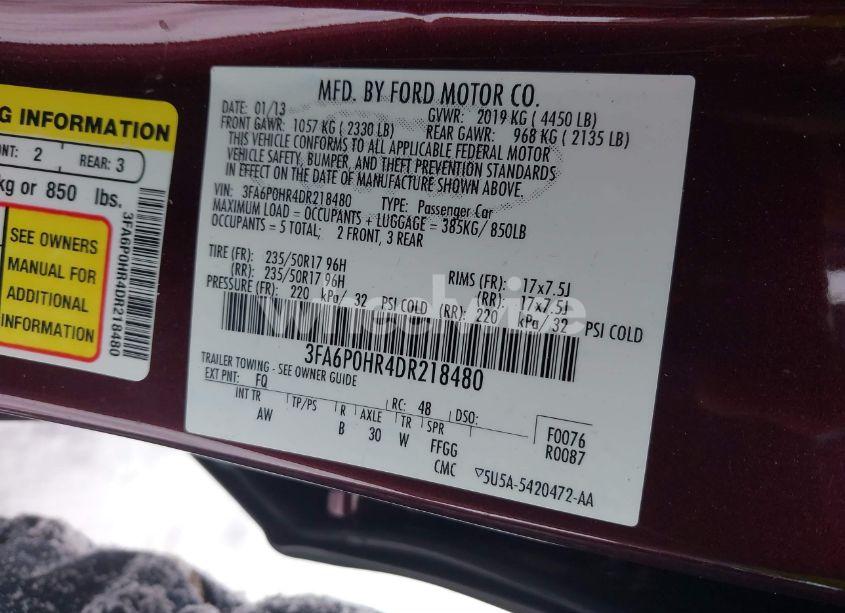 G INFORMATION
NT: 2 REAR: 3
kg or 850 lbs.
SEE OWNERS
MANUAL FOR
ADDITIONAL
INFORMATION
3FA6P0HR4DR218480
MFD. BY FORD MOTOR CO.
DATE: 01/13 GVWR: 2019 KG ( 4450 LB)
FRONT GAWR: 1057 KG ( 2330 LB) REAR GAWR: 968 KG ( 2135 LB)
THIS VEHICLE CONFORMS TO ALL APPLICABLE FEDERAL MOTOR
VEHICLE SAFETY, BUMPER, AND THEFT PREVENTION STANDARDS
IN EFFECT ON THE DATE OF MANUFACTURE SHOWN ABOVE.
VIN: 3FA6P0HR4DR218480 TYPE: Passenger Car
MAXIMUM LOAD = OCCUPANTS + LUGGAGE = 385KG/ 850LB
OCCUPANTS = 5 TOTAL; 2 FRONT, 3 REAR
TIRE (FR): 235/50R17 96H RIMS (FR): 17x7.5J
(RR): 235/50R17 96H (RR): 17x7.5J
PRESSURE (FR): 220 kPa/ 32 PSI COLD (RR): 220 kPa/ 32 PSI COLD
3FA6P0HR4DR218480
TRAILER TOWING - SEE OWNER GUIDE
EXT PNT: FQ RC: 48 DSO:
INT TR TP/PS R AXLE TR SPR
AW B 30 W FFGG
CMC
F0076
R0087
5U5A-5420472-AA